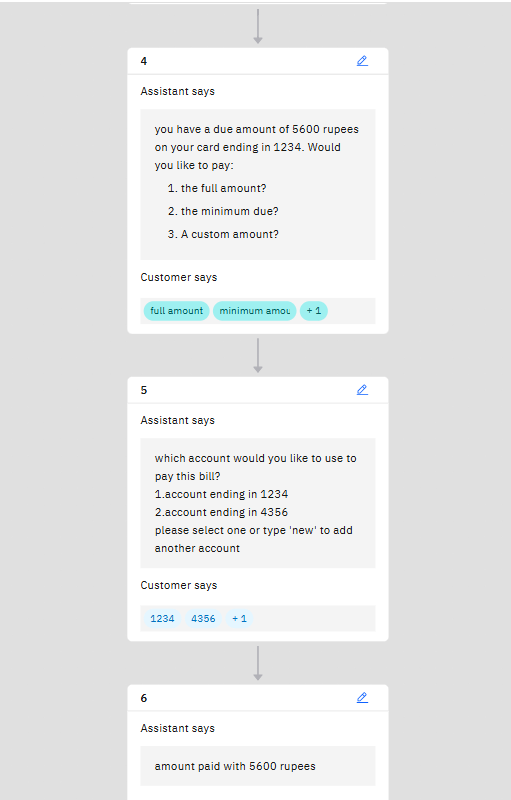 4
Assistant says
you have a due amount of 5600 rupees
on your card ending in 1234. Would
you like to pay:
1. the full amount?
2. the minimum due?
3. A custom amount?
Customer says
full amount minimum amou + 1
5
Assistant says
which account would you like to use to
pay this bill?
1.account ending in 1234
2.account ending in 4356
please select one or type 'new' to add
another account
Customer says
1234 4356 + 1
6
Assistant says
amount paid with 5600 rupees